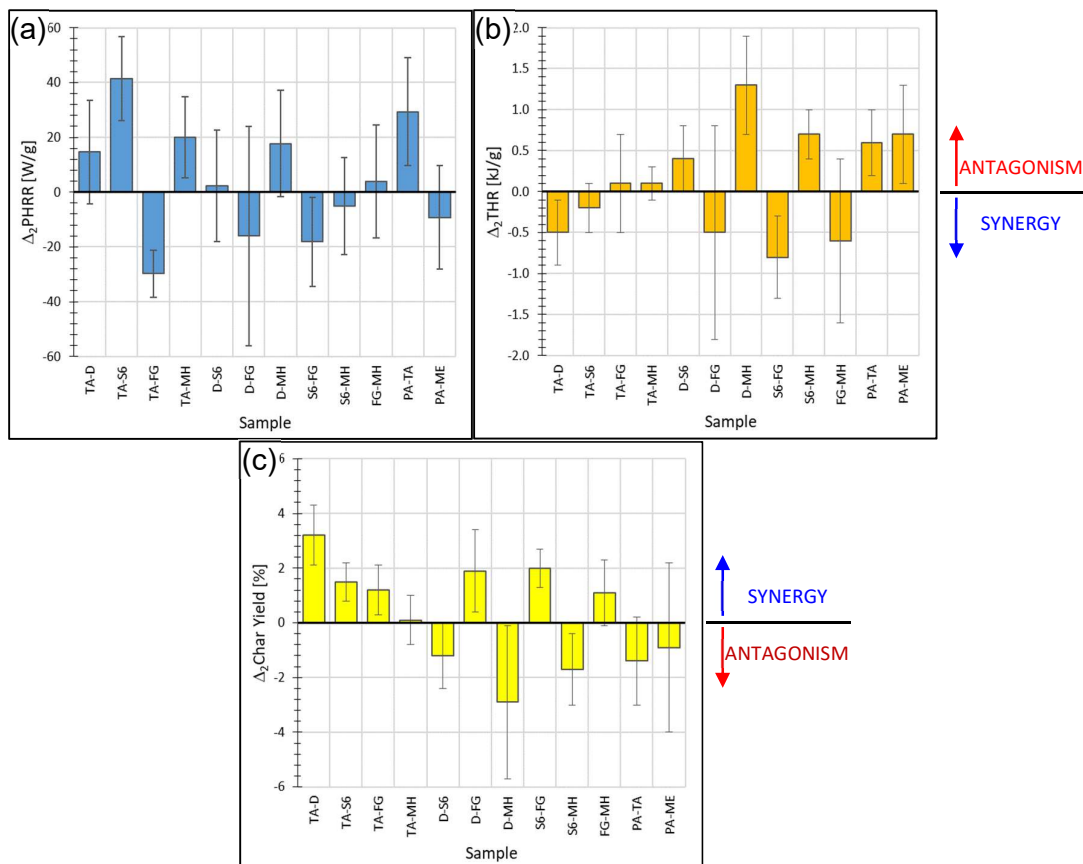 (a)
60
40
20
0
-20
-40
-60
Δ₂PHRR [W/g]
TA-D TA-S6 TA-FG TA-MH D-S6 D-FG D-MH S6-FG S6-MH FG-MH PA-TA PA-ME
Sample
(b)
2.0
1.5
1.0
0.5
0.0
-0.5
-1.0
-1.5
-2.0
Δ₂THR [kJ/g]
TA-D TA-S6 TA-FG TA-MH D-S6 D-FG D-MH S6-FG S6-MH FG-MH PA-TA PA-ME
Sample
ANTAGONISM
SYNERGY
(c)
6
4
2
0
-2
-4
-6
Δ₂Char Yield [%]
TA-D TA-S6 TA-FG TA-MH D-S6 D-FG D-MH S6-FG S6-MH FG-MH PA-TA PA-ME
Sample
SYNERGY
ANTAGONISM